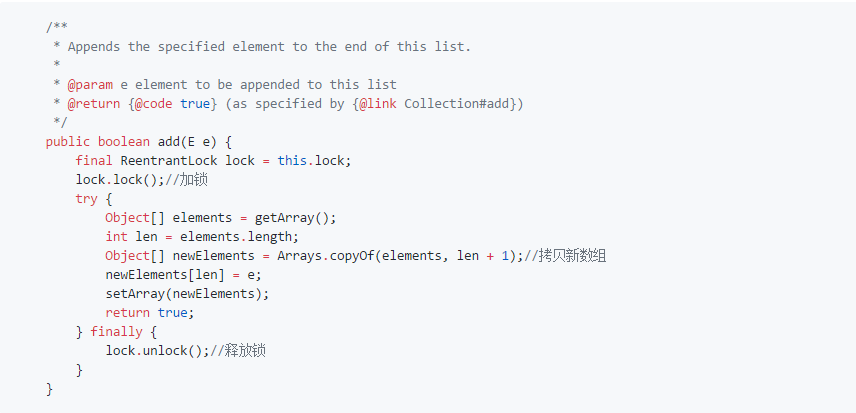 /**
 * Appends the specified element to the end of this list.
 *
 * @param e element to be appended to this list
 * @return {@code true} (as specified by {@link Collection#add})
 */
public boolean add(E e) {
    final ReentrantLock lock = this.lock;
    lock.lock();//加锁
    try {
        Object[] elements = getArray();
        int len = elements.length;
        Object[] newElements = Arrays.copyOf(elements, len + 1);//拷贝新数组
        newElements[len] = e;
        setArray(newElements);
        return true;
    } finally {
        lock.unlock();//释放锁
    }
}